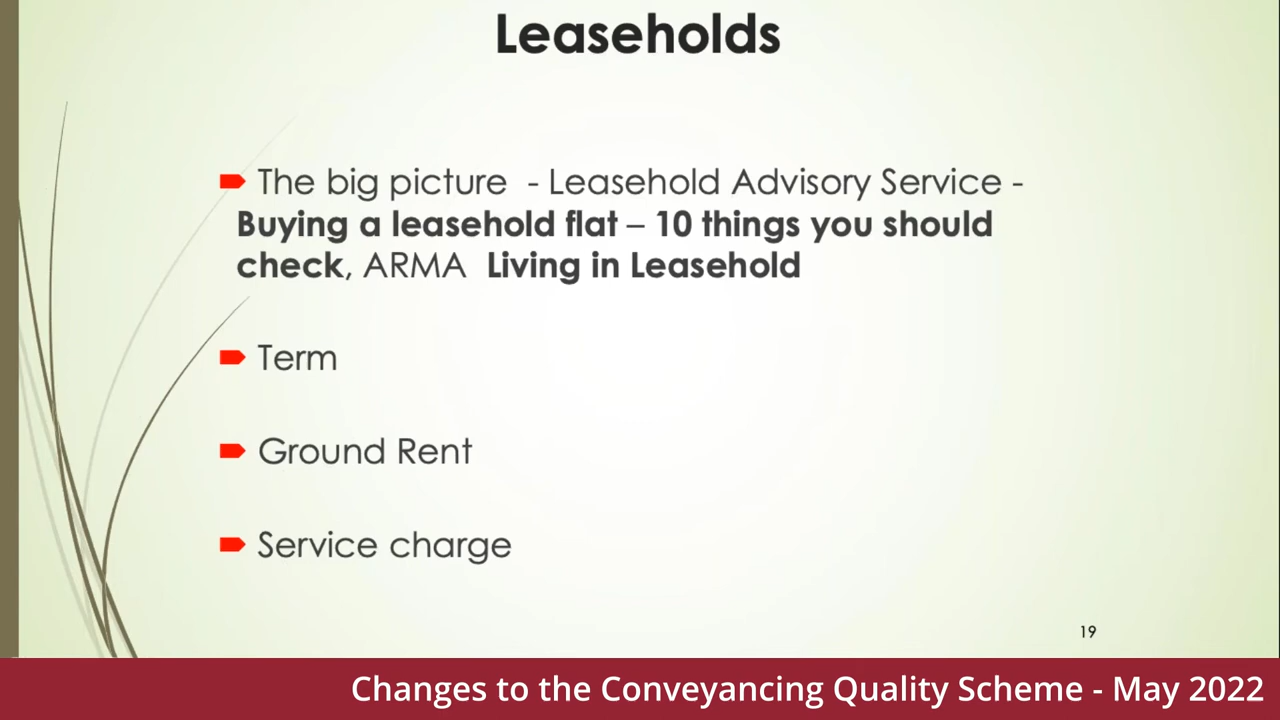 Leaseholds
The big picture - Leasehold Advisory Service -
Buying a leasehold flat – 10 things you should
check, ARMA Living in Leasehold
Term
Ground Rent
Service charge
19
Changes to the Conveyancing Quality Scheme - May 2022